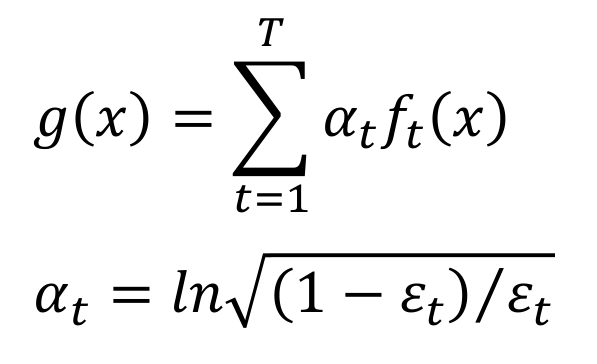 g(x) = ∑_{t=1}^{T} α_t f_t(x)
α_t = ln√((1 − ε_t)/ε_t)